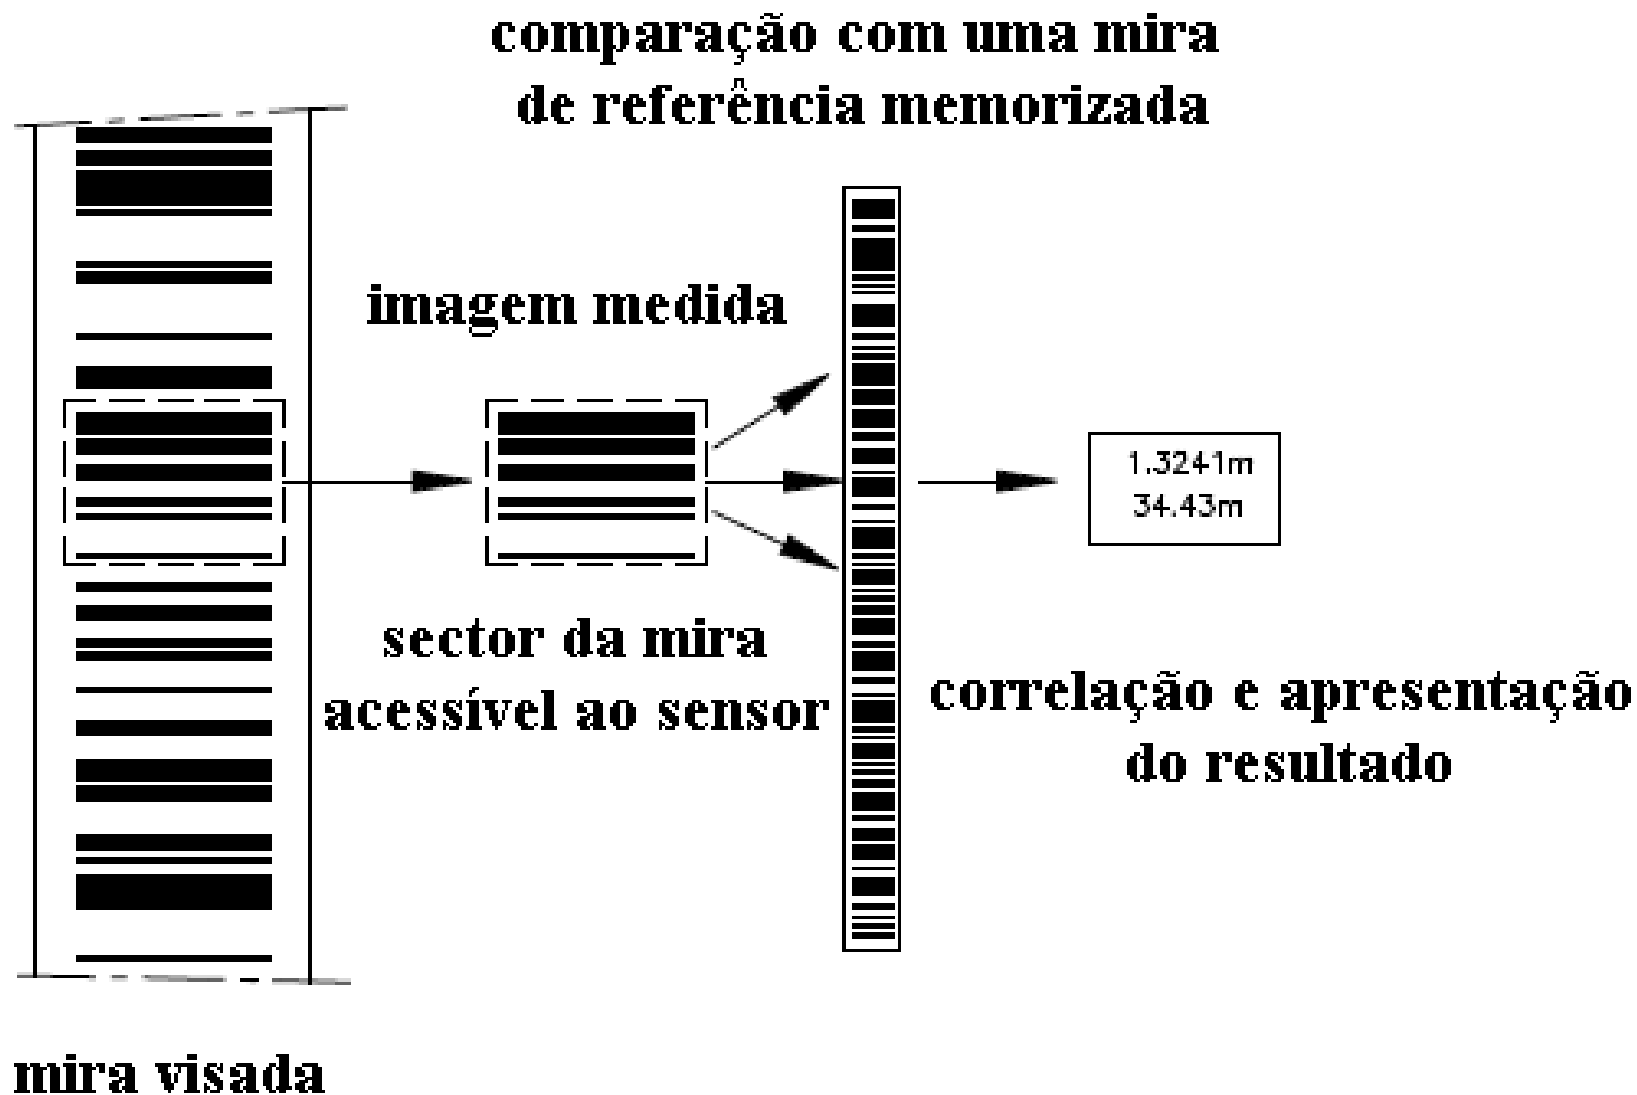 comparação com uma mira
de referência memorizada
imagem medida
1.3241m
34.43m
sector da mira
acessível ao sensor
correlação e apresentação
do resultado
mira visada